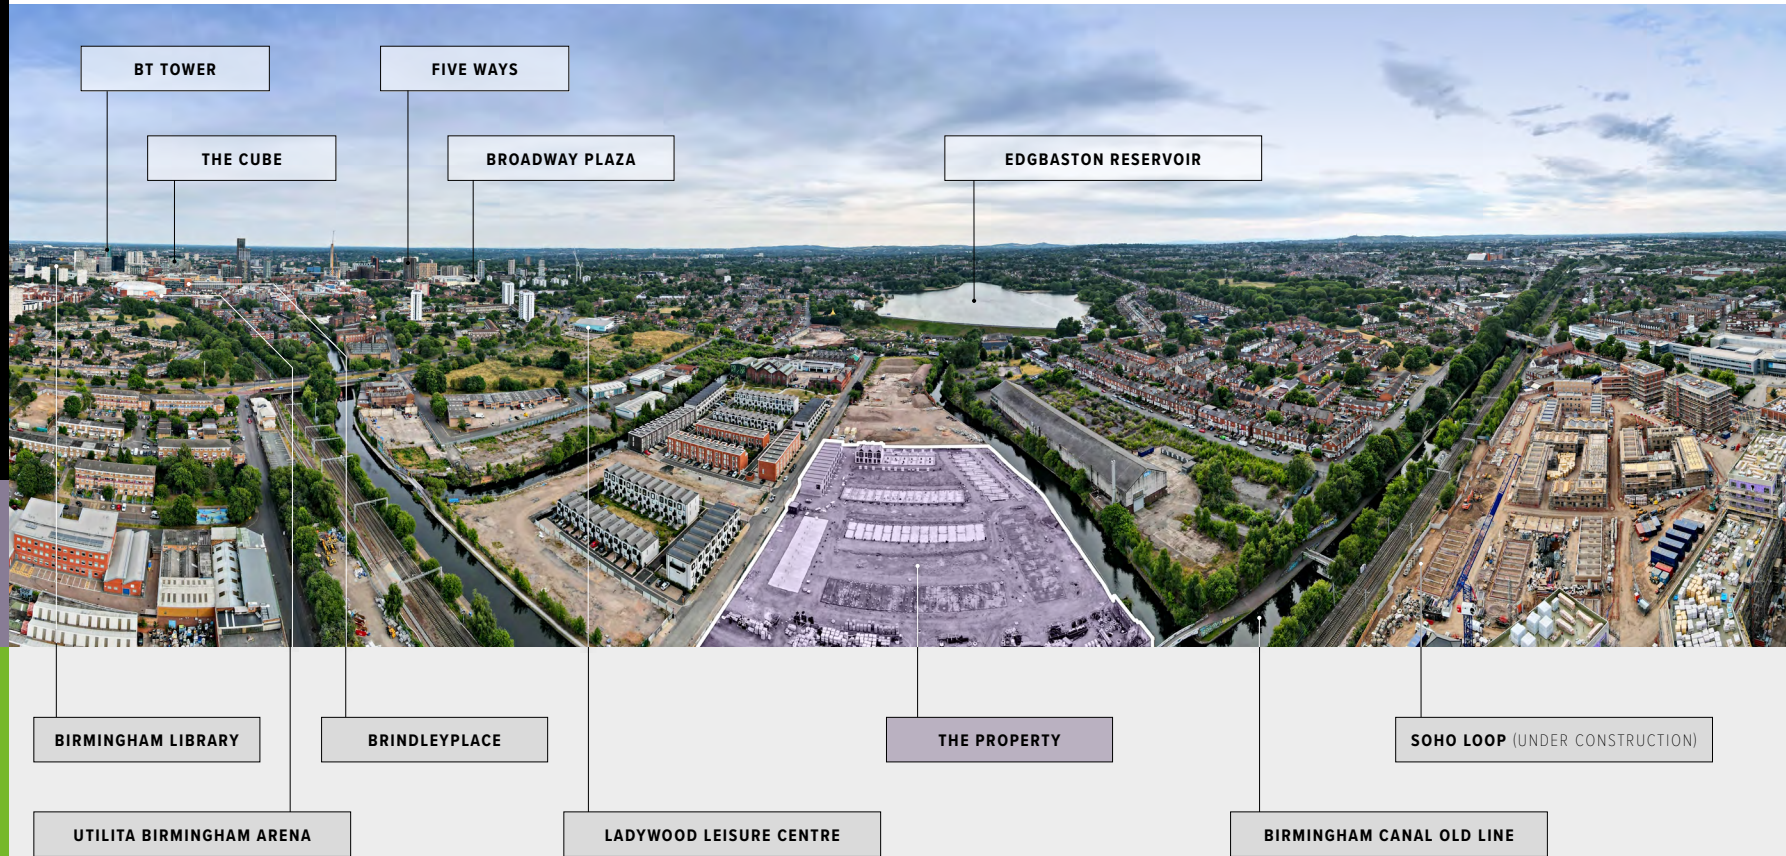 BT TOWER
FIVE WAYS
THE CUBE
BROADWAY PLAZA
EDGBASTON RESERVOIR
BIRMINGHAM LIBRARY
BRINDLEYPLACE
THE PROPERTY
SOHO LOOP (UNDER CONSTRUCTION)
UTILITA BIRMINGHAM ARENA
LADYWOOD LEISURE CENTRE
BIRMINGHAM CANAL OLD LINE